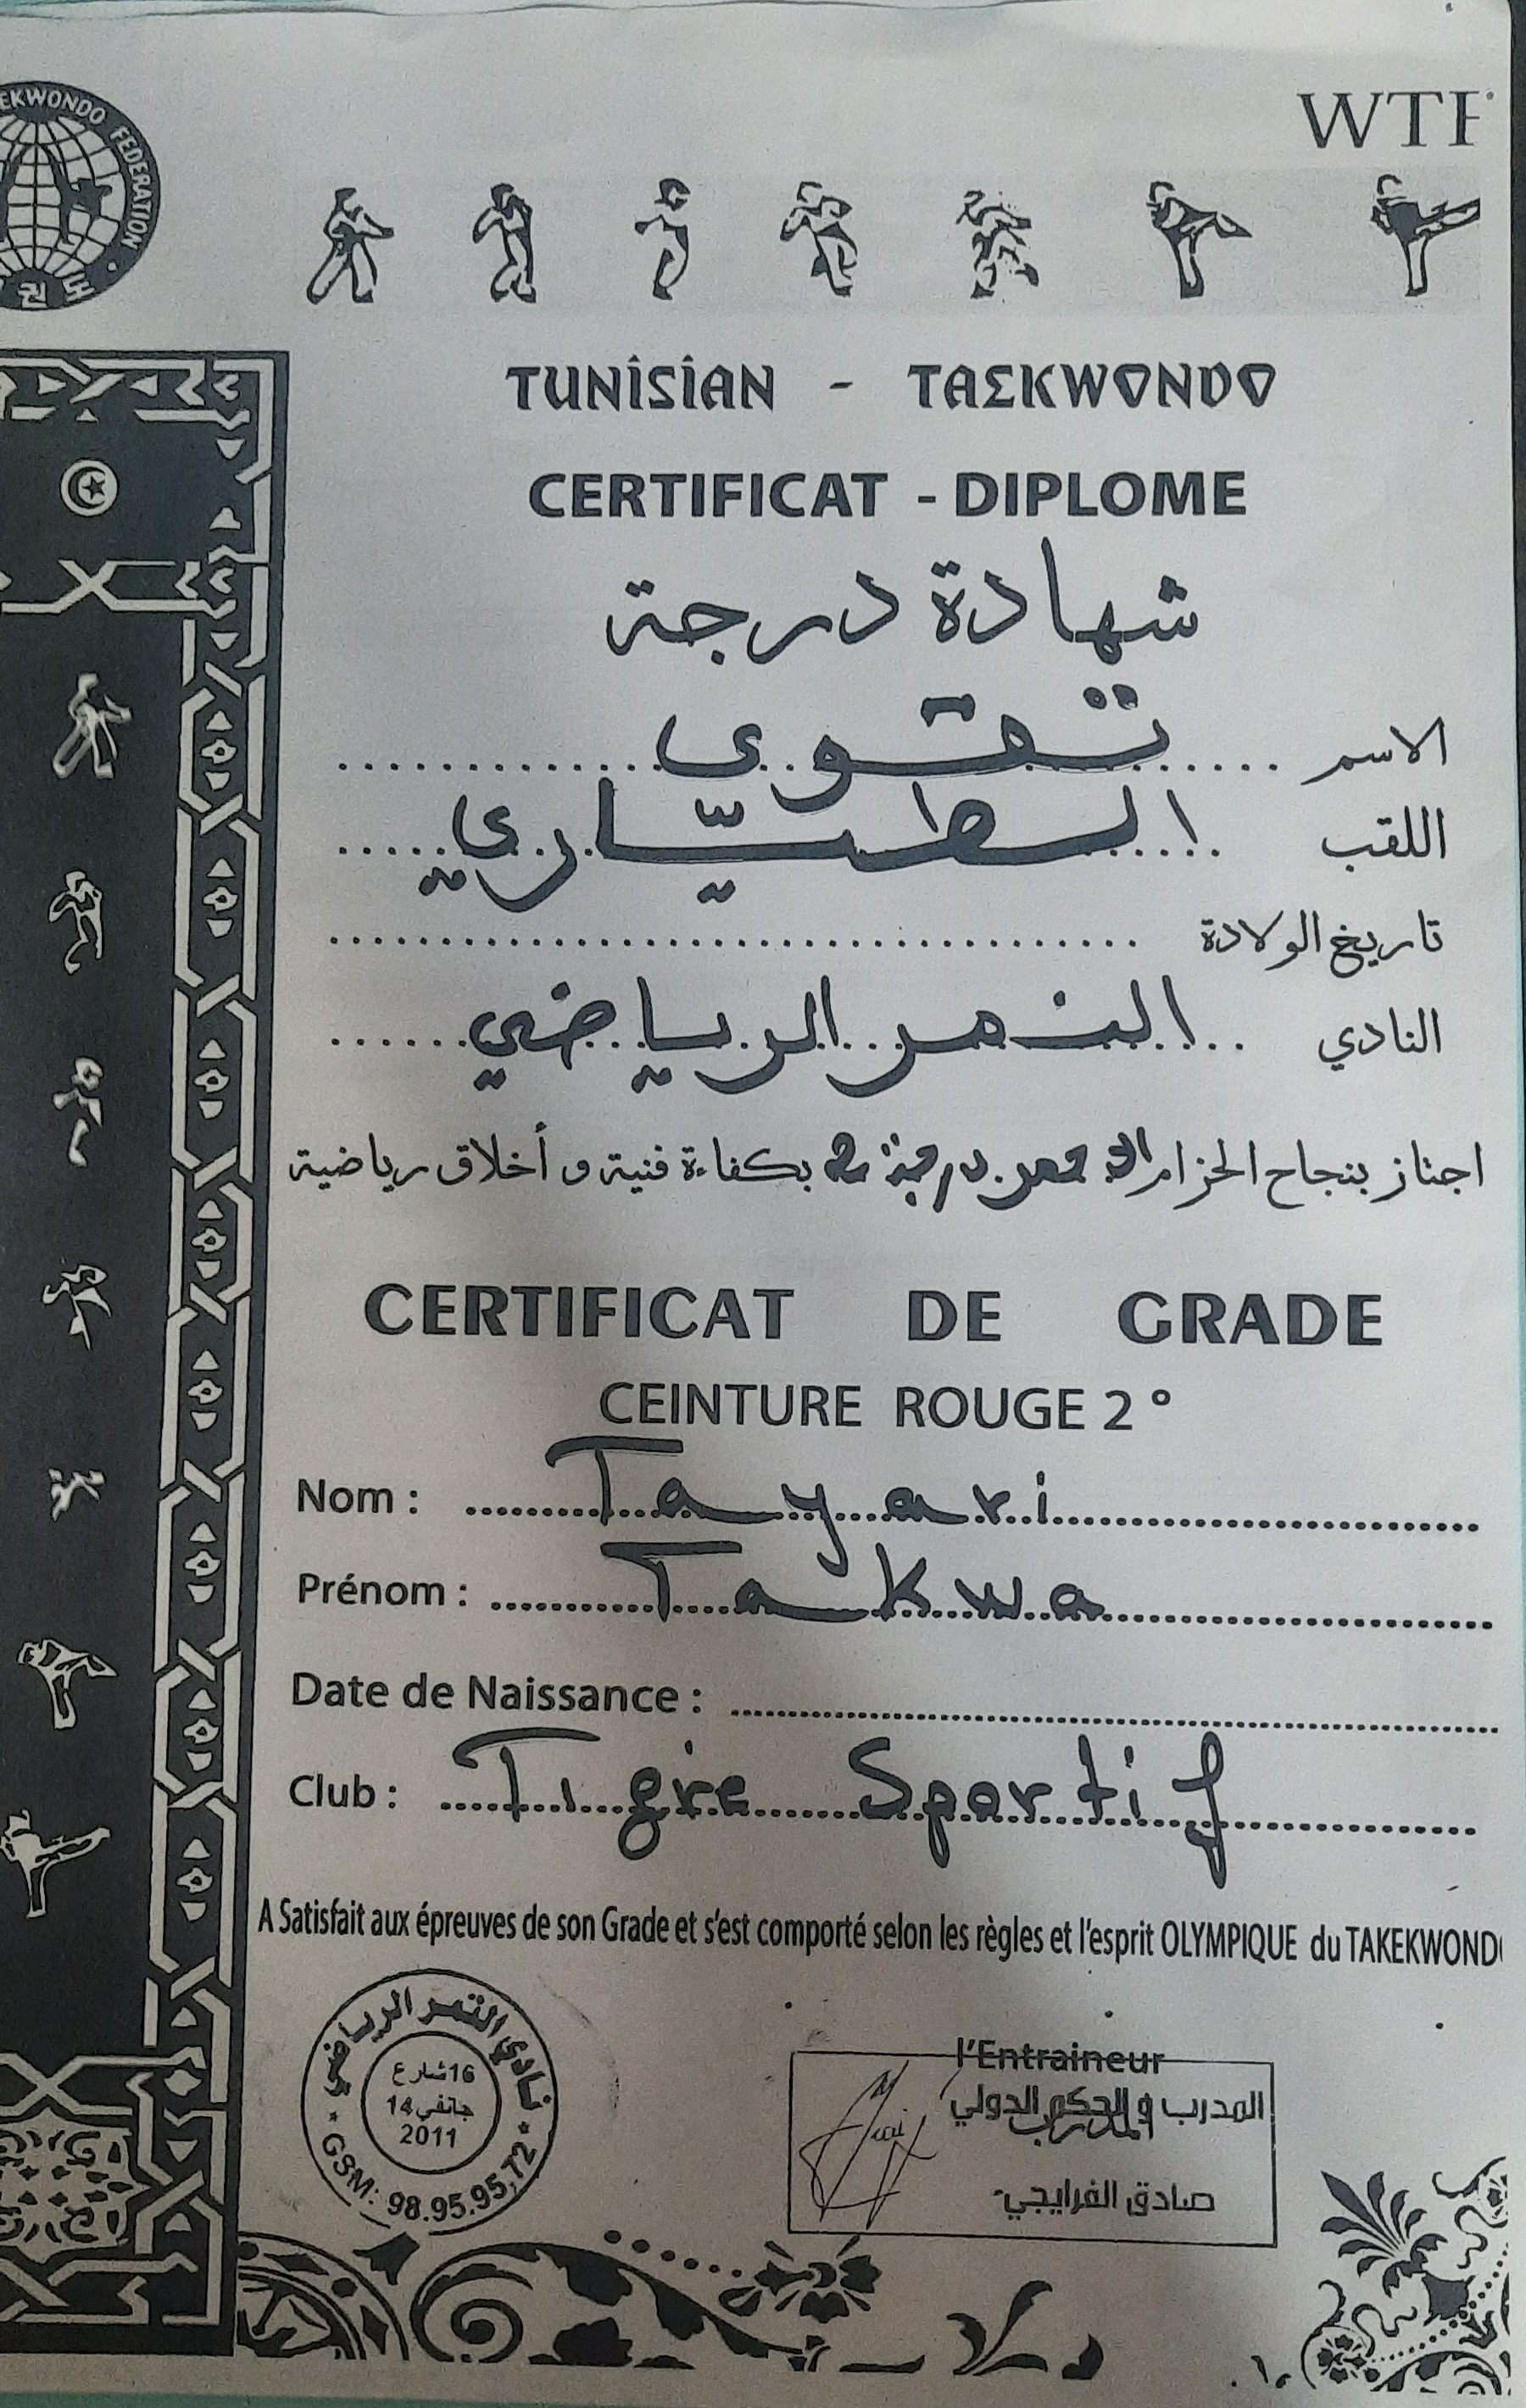 EKWONDO FEDERATION
WTF
TUNISIAN - TAEKWONDO
CERTIFICAT - DIPLOME
شهادة درجة
الاسم تقوى
اللقب الطيّاري
تاريخ الولادة
النادي النمر الرياضي
اجتاز بنجاح الحزام الأحمر درجة 2 بكفاءة فنية و أخلاق رياضية
CERTIFICAT DE GRADE
CEINTURE ROUGE 2 °
Nom : Tayari
Prénom : Takwa
Date de Naissance :
Club : Tigre Sportif
A Satisfait aux épreuves de son Grade et s'est comporté selon les règles et l'esprit OLYMPIQUE du TAKEKWOND
نادي النمر الرياضي
16 شارع
14 جانفي
2011
GSM: 98.95.95.72
l'Entraineur
المدرب و الحكم الدولي
المدرب
صادق الفرايجي